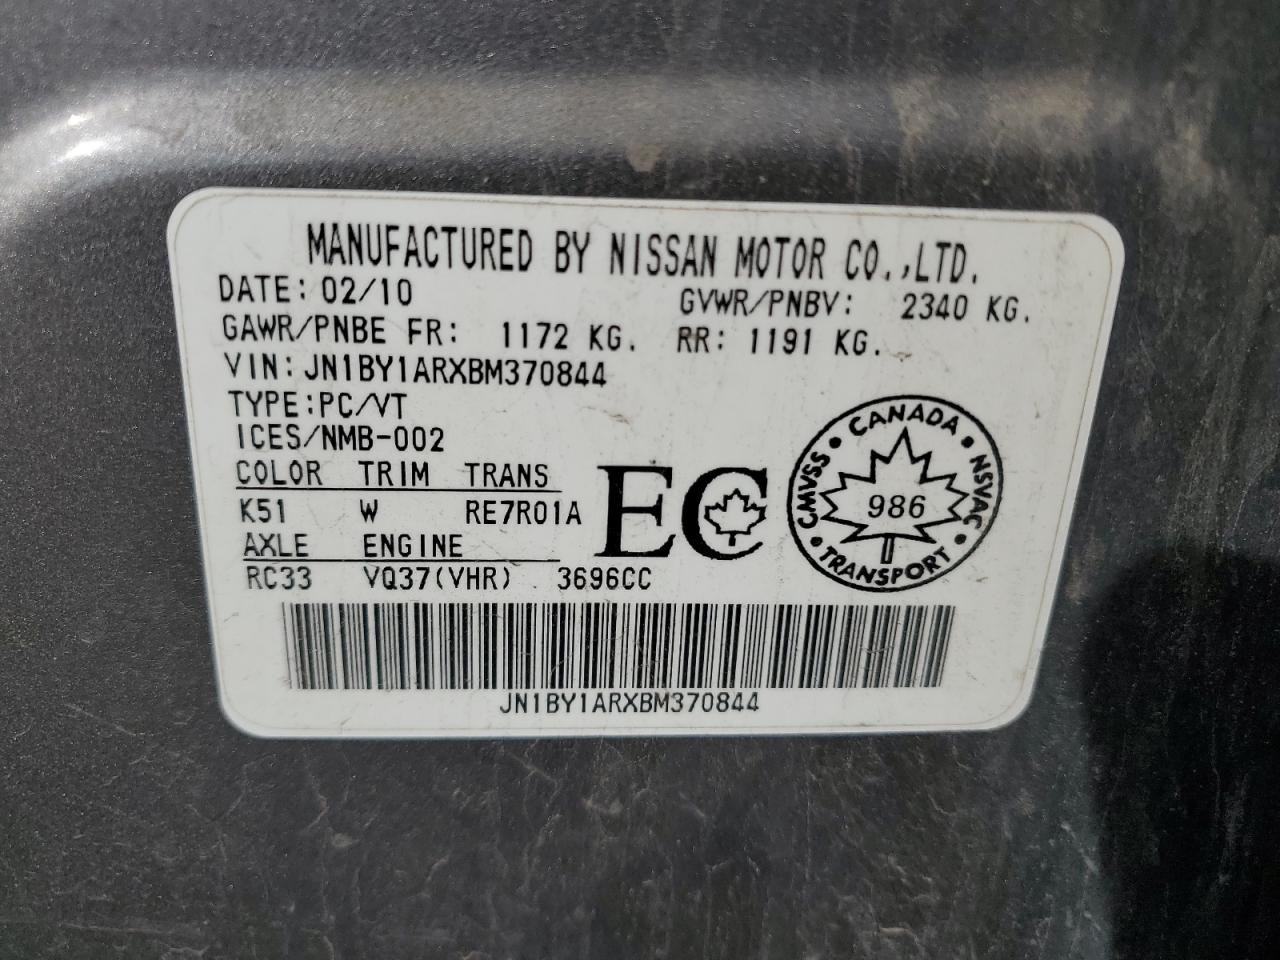 MANUFACTURED BY NISSAN MOTOR CO.,LTD.
DATE: 02/10 GVWR/PNBV: 2340 KG.
GAWR/PNBE FR: 1172 KG. RR: 1191 KG.
VIN: JN1BY1ARXBM370844
TYPE:PC/VT
ICES/NMB-002
COLOR TRIM TRANS
K51 W RE7R01A
AXLE ENGINE
RC33 VQ37(VHR) 3696CC
EC
CANADA
CMVSS NSVAC
986
TRANSPORT
JN1BY1ARXBM370844